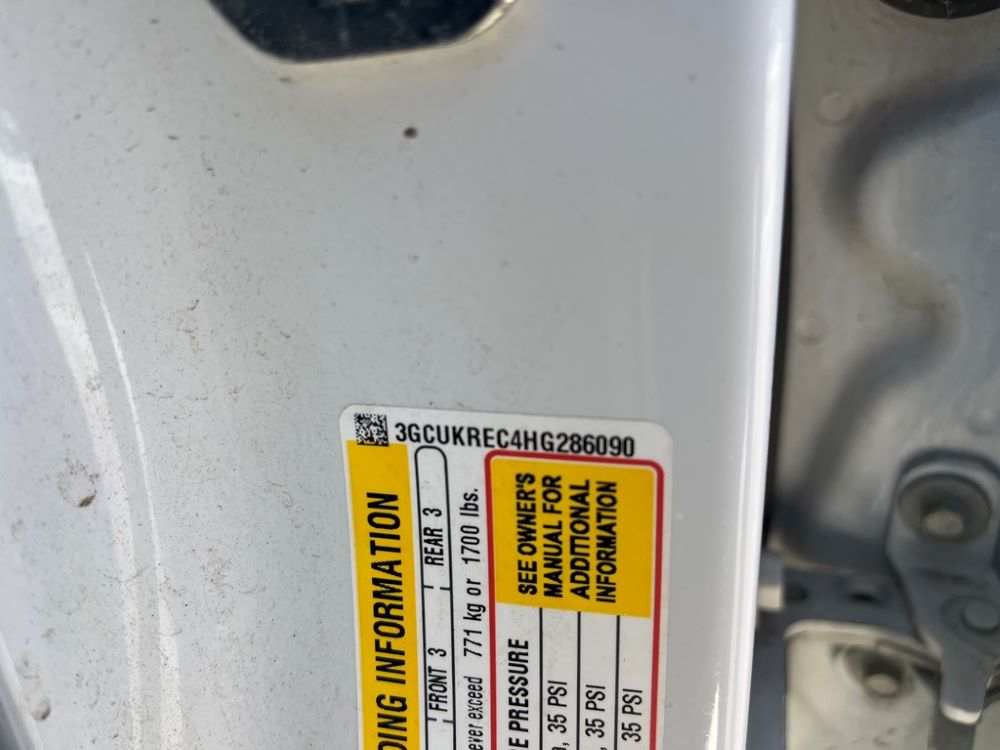 3GCUKREC4HG286090
DING INFORMATION
FRONT 3 REAR 3
exceed 771 kg or 1700 lbs.
PRESSURE
SEE OWNER'S
MANUAL FOR
ADDITIONAL
INFORMATION
35 PSI
35 PSI
35 PSI